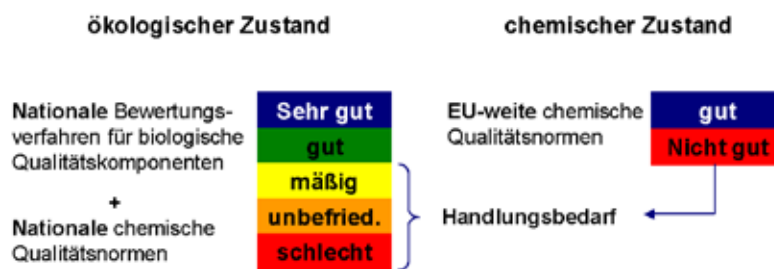 ökologischer Zustand
chemischer Zustand
Nationale Bewertungs-
verfahren für biologische
Qualitätskomponenten
+
Nationale chemische
Qualitätsnormen
Sehr gut
gut
mäßig
unbefried.
schlecht
EU-weite chemische
Qualitätsnormen
gut
Nicht gut
Handlungsbedarf